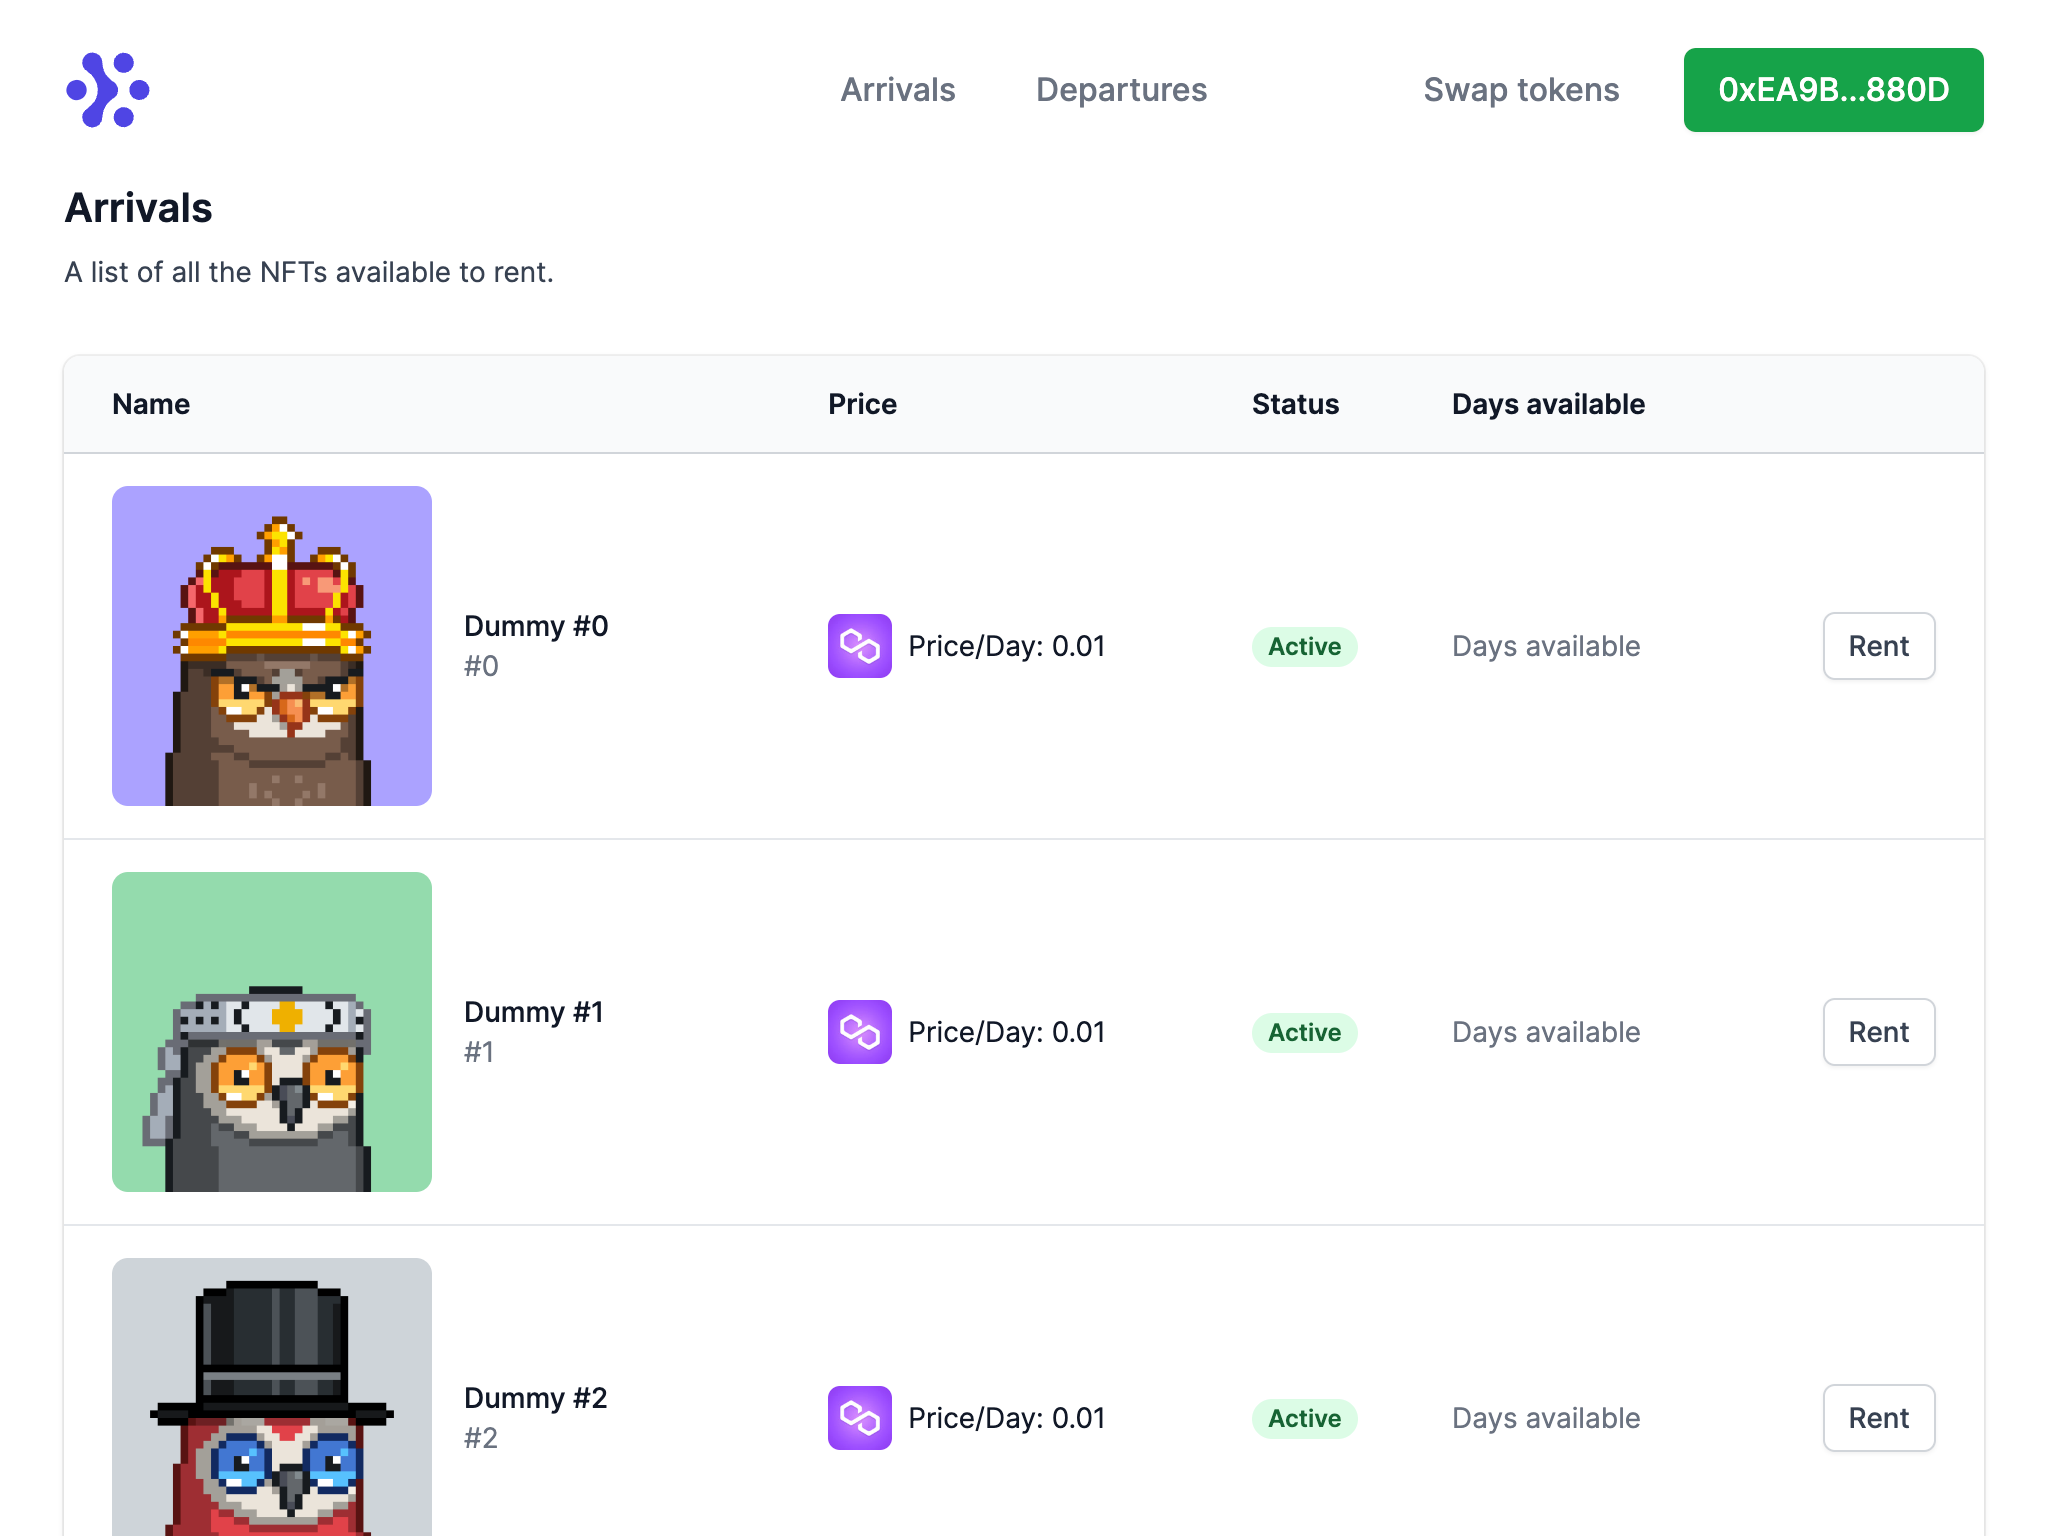 Arrivals Departures Swap tokens 0xEA9B...880D
Arrivals
A list of all the NFTs available to rent.
Name Price Status Days available
Dummy #0
#0
Price/Day: 0.01 Active Days available Rent
Dummy #1
#1
Price/Day: 0.01 Active Days available Rent
Dummy #2
#2
Price/Day: 0.01 Active Days available Rent